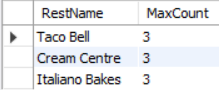 RestName MaxCount
Taco Bell 3
Cream Centre 3
Italiano Bakes 3